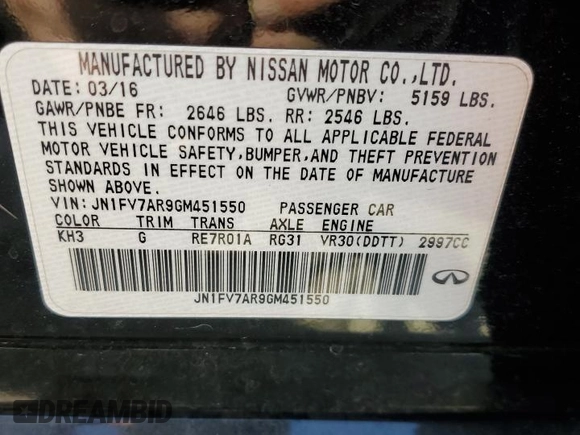 MANUFACTURED BY NISSAN MOTOR CO.,LTD.
DATE: 03/16 GVWR/PNBV: 5159 LBS.
GAWR/PNBE FR: 2646 LBS. RR: 2546 LBS.
THIS VEHICLE CONFORMS TO ALL APPLICABLE FEDERAL
MOTOR VEHICLE SAFETY,BUMPER,AND THEFT PREVENTION
STANDARDS IN EFFECT ON THE DATE OF MANUFACTURE
SHOWN ABOVE.
VIN: JN1FV7AR9GM451550 PASSENGER CAR
COLOR TRIM TRANS AXLE ENGINE
KH3 G RE7R01A RG31 VR30(DDTT) 2997CC
JN1FV7AR9GM451550
DREAMBID